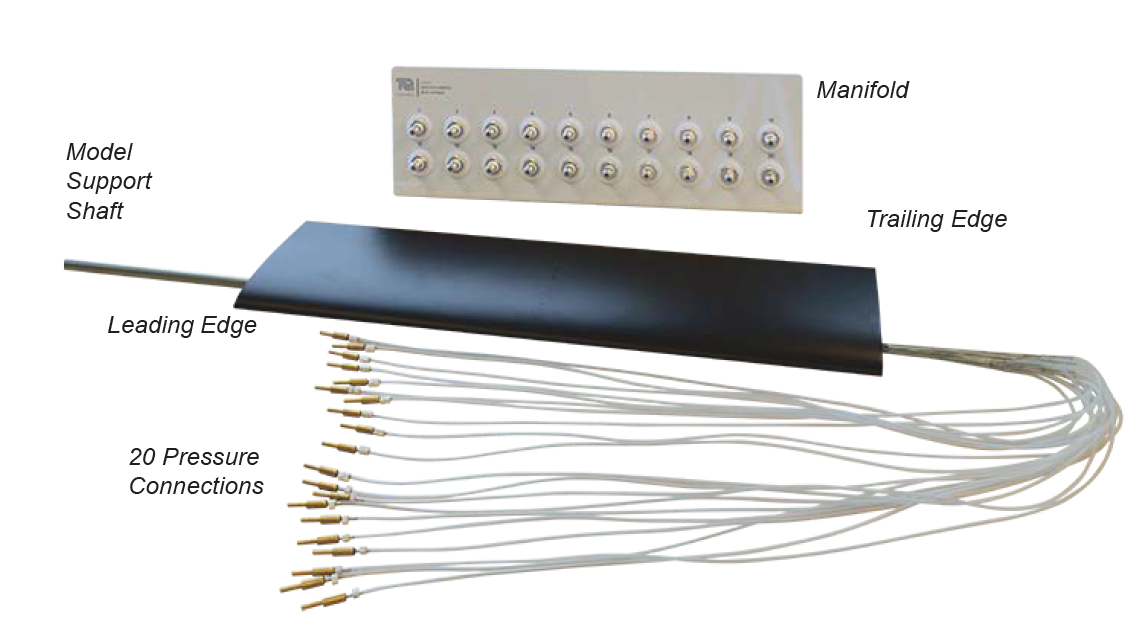 Manifold
Model
Support
Shaft
Trailing Edge
Leading Edge
20 Pressure
Connections